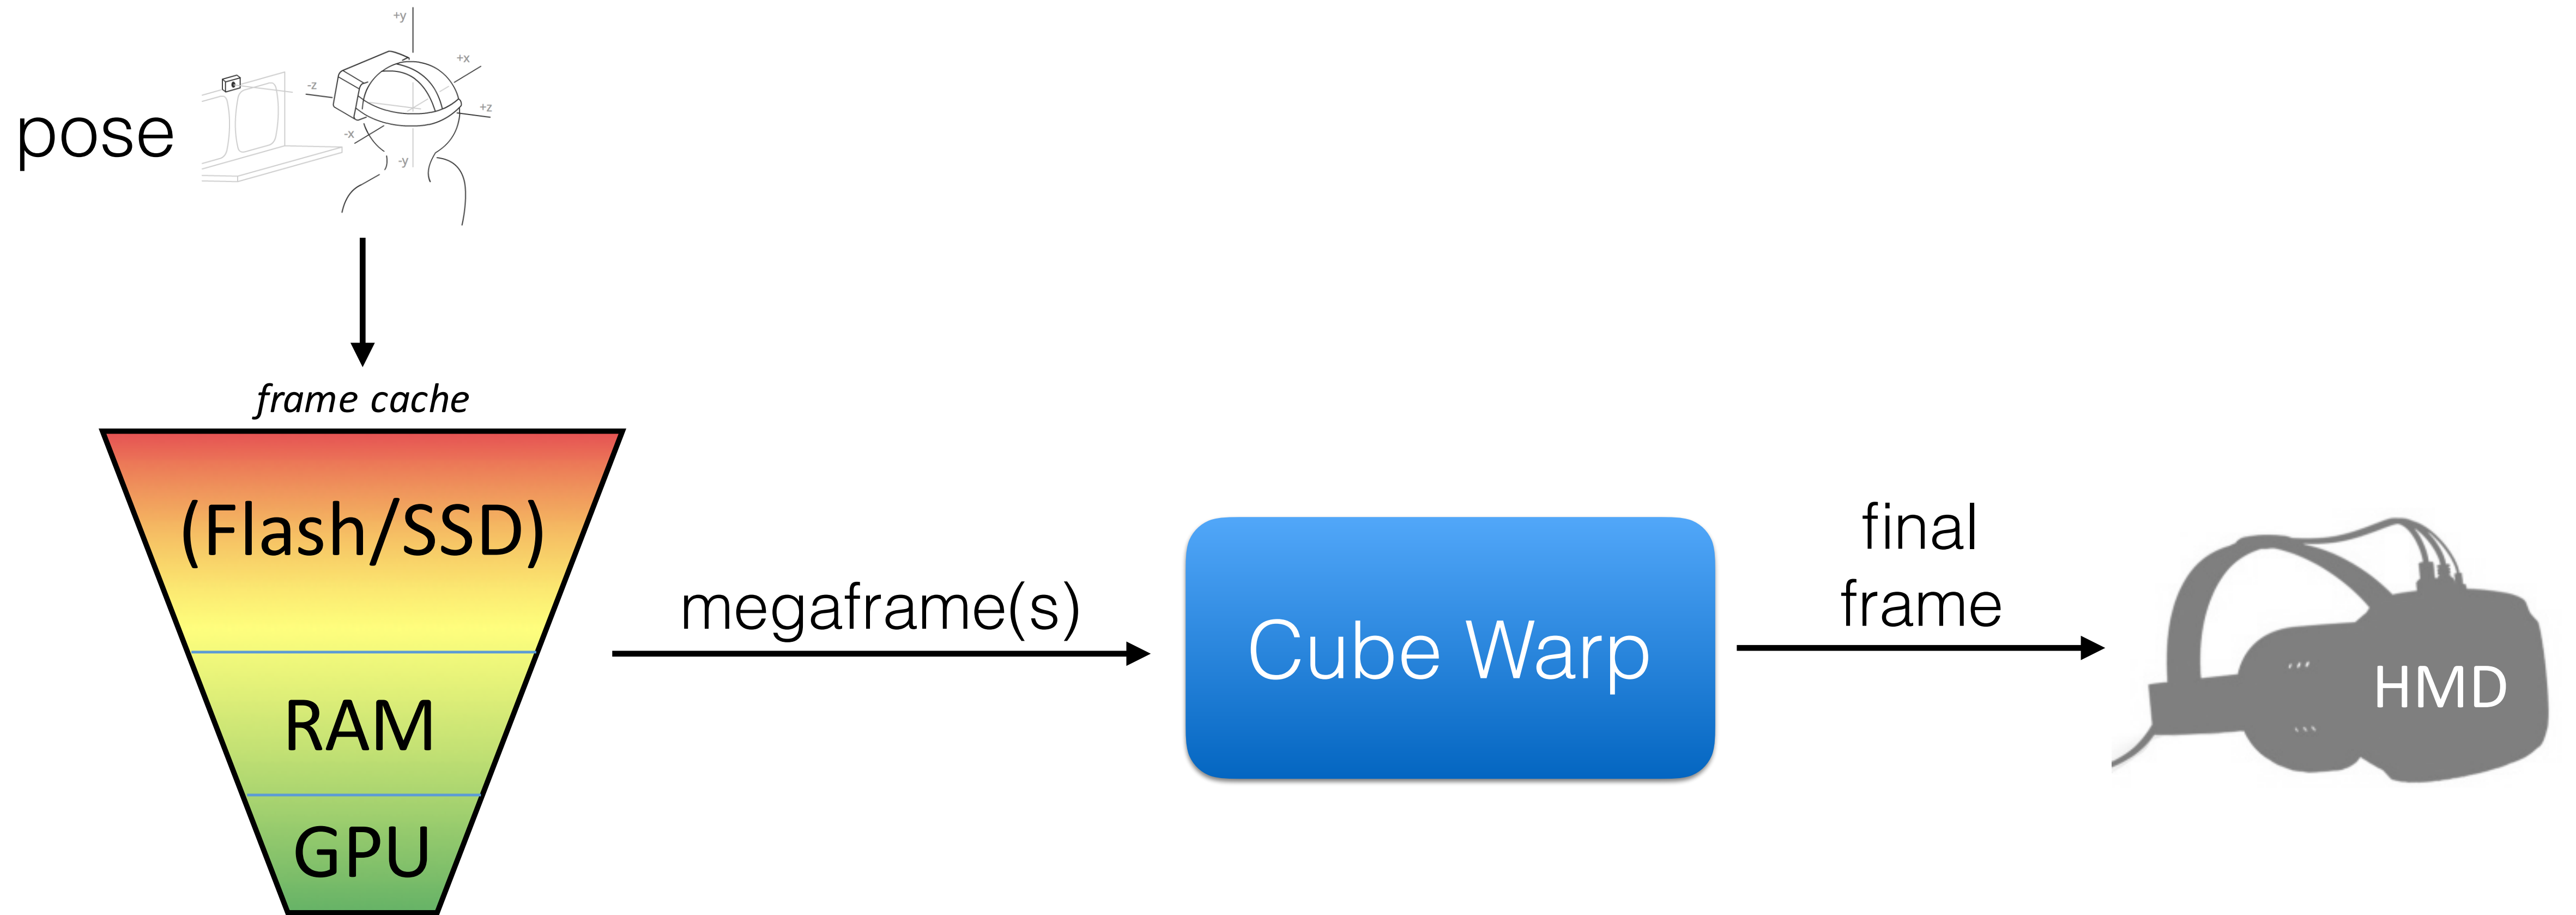 +y
+x
-z
+z
-x
-y
pose
frame cache
(Flash/SSD)
RAM
GPU
megaframe(s)
Cube Warp
final
frame
HMD